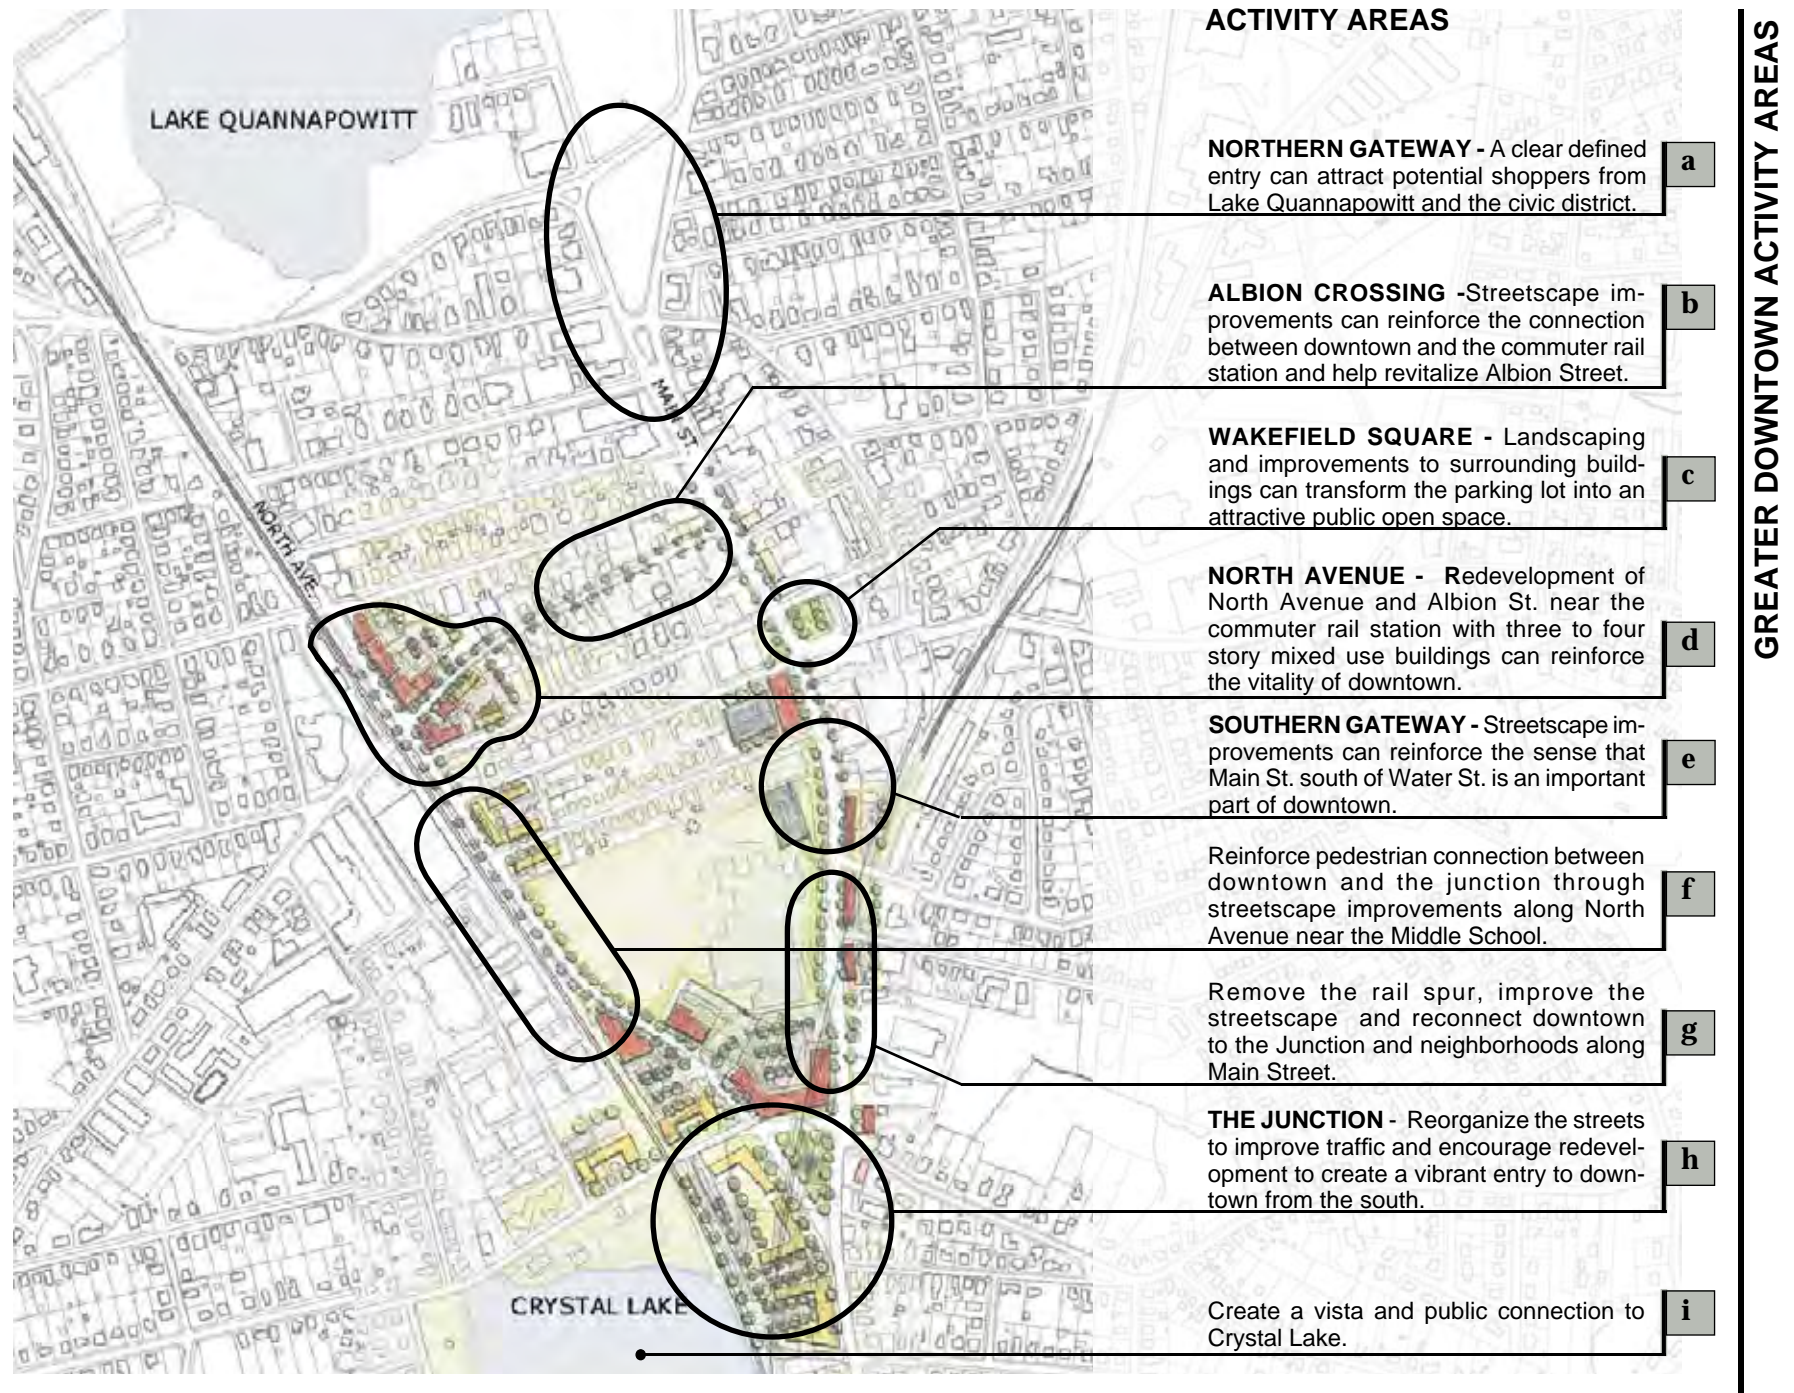 ACTIVITY AREAS
GREATER DOWNTOWN ACTIVITY AREAS
LAKE QUANNAPOWITT
NORTHERN GATEWAY - A clear defined
entry can attract potential shoppers from
Lake Quannapowitt and the civic district.
a
ALBION CROSSING -Streetscape im-
provements can reinforce the connection
between downtown and the commuter rail
station and help revitalize Albion Street.
b
MAIN ST.
WAKEFIELD SQUARE - Landscaping
and improvements to surrounding build-
ings can transform the parking lot into an
attractive public open space.
c
NORTH AVE.
NORTH AVENUE - Redevelopment of
North Avenue and Albion St. near the
commuter rail station with three to four
story mixed use buildings can reinforce
the vitality of downtown.
d
SOUTHERN GATEWAY - Streetscape im-
provements can reinforce the sense that
Main St. south of Water St. is an important
part of downtown.
e
Reinforce pedestrian connection between
downtown and the junction through
streetscape improvements along North
Avenue near the Middle School.
f
Remove the rail spur, improve the
streetscape and reconnect downtown
to the Junction and neighborhoods along
Main Street.
g
THE JUNCTION - Reorganize the streets
to improve traffic and encourage redevel-
opment to create a vibrant entry to down-
town from the south.
h
CRYSTAL LAKE
Create a vista and public connection to
Crystal Lake.
i